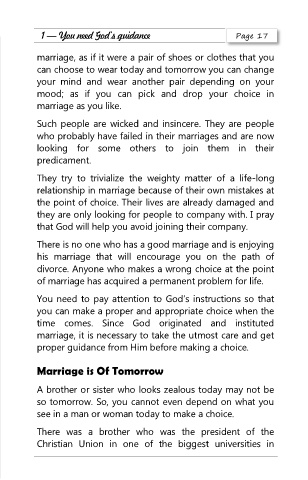 1 — You need God's guidance
Page 17
marriage, as if it were a pair of shoes or clothes that you
can choose to wear today and tomorrow you can change
your mind and wear another pair depending on your
mood; as if you can pick and drop your choice in
marriage as you like.
Such people are wicked and insincere. They are people
who probably have failed in their marriages and are now
looking for some others to join them in their
predicament.
They try to trivialize the weighty matter of a life-long
relationship in marriage because of their own mistakes at
the point of choice. Their lives are already damaged and
they are only looking for people to company with. I pray
that God will help you avoid joining their company.
There is no one who has a good marriage and is enjoying
his marriage that will encourage you on the path of
divorce. Anyone who makes a wrong choice at the point
of marriage has acquired a permanent problem for life.
You need to pay attention to God's instructions so that
you can make a proper and appropriate choice when the
time comes. Since God originated and instituted
marriage, it is necessary to take the utmost care and get
proper guidance from Him before making a choice.
Marriage is Of Tomorrow
A brother or sister who looks zealous today may not be
so tomorrow. So, you cannot even depend on what you
see in a man or woman today to make a choice.
There was a brother who was the president of the
Christian Union in one of the biggest universities in